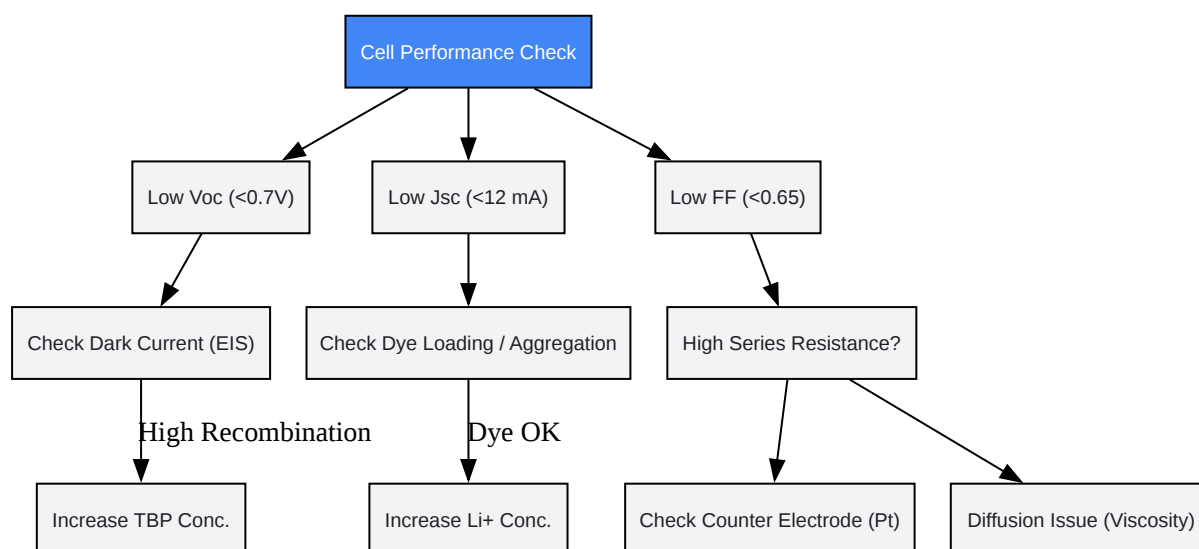 Cell Performance Check
Low Voc (<0.7V)
Low Jsc (<12 mA)
Low FF (<0.65)
Check Dark Current (EIS)
Check Dye Loading / Aggregation
High Series Resistance?
High Recombination
Dye OK
Increase TBP Conc.
Increase Li+ Conc.
Check Counter Electrode (Pt)
Diffusion Issue (Viscosity)